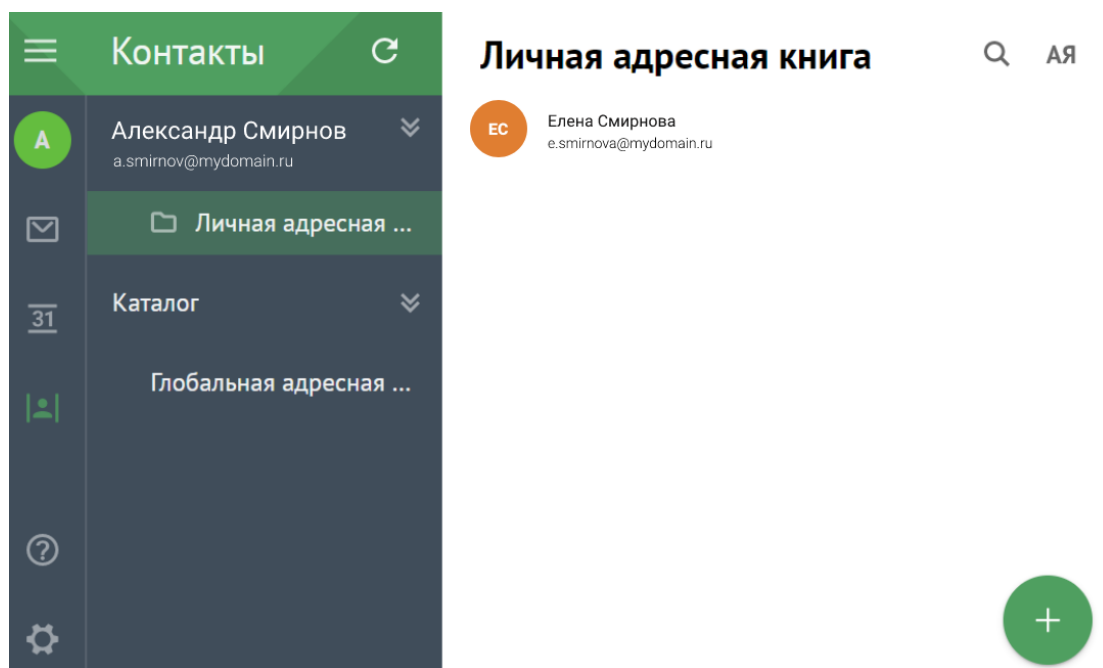 Контакты
A
Александр Смирнов
a.smirnov@mydomain.ru
Личная адресная ...
31
Каталог
Глобальная адресная ...
Личная адресная книга
АЯ
ЕС
Елена Смирнова
e.smirnova@mydomain.ru